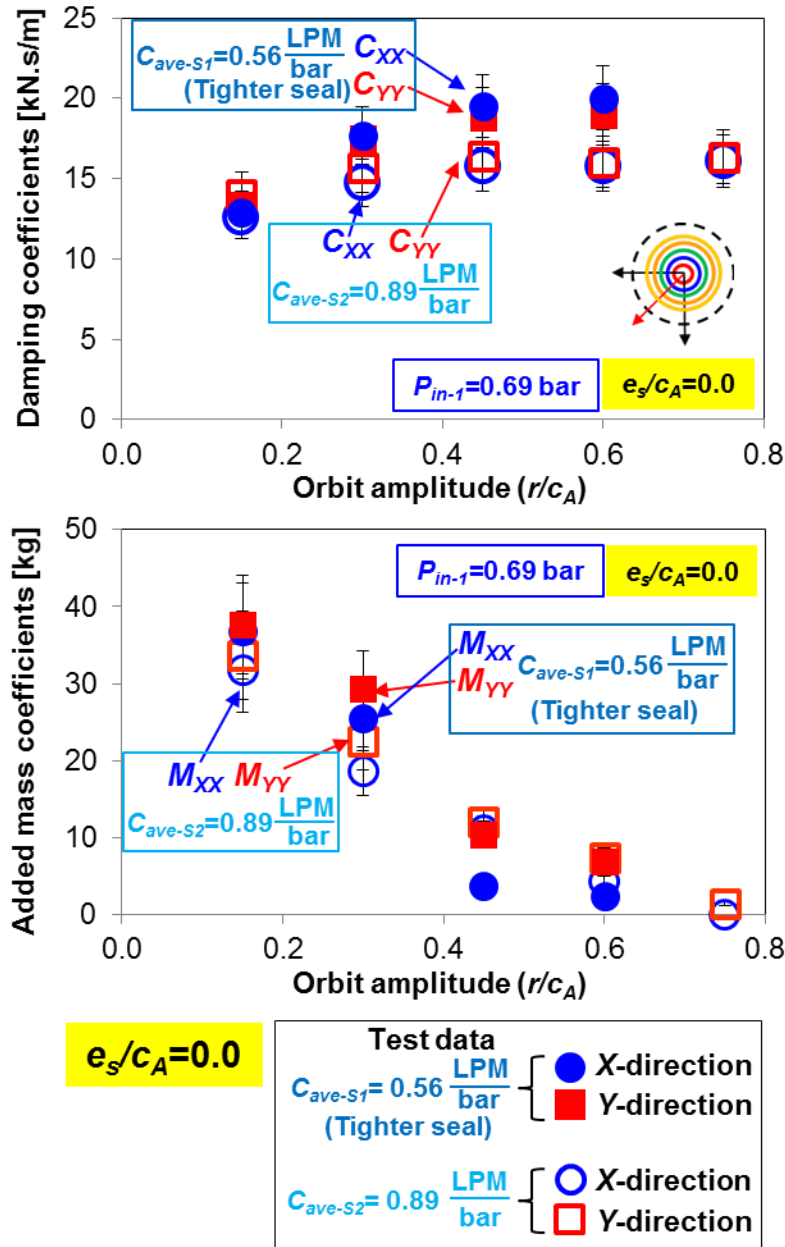 Damping coefficients [kN.s/m]
25
20
15
10
5
0
C_ave-S1=0.56 LPM/bar
(Tighter seal)
C_XX
C_YY
C_XX C_YY
C_ave-S2=0.89 LPM/bar
P_in-1=0.69 bar
e_s/c_A=0.0
0.0 0.2 0.4 0.6 0.8
Orbit amplitude (r/c_A)
Added mass coefficients [kg]
50
40
30
20
10
0
P_in-1=0.69 bar
e_s/c_A=0.0
M_XX
M_YY
C_ave-S1=0.56 LPM/bar
(Tighter seal)
M_XX M_YY
C_ave-S2=0.89 LPM/bar
0.0 0.2 0.4 0.6 0.8
Orbit amplitude (r/c_A)
e_s/c_A=0.0
Test data
C_ave-S1= 0.56 LPM/bar
(Tighter seal)
X-direction
Y-direction
C_ave-S2= 0.89 LPM/bar
X-direction
Y-direction